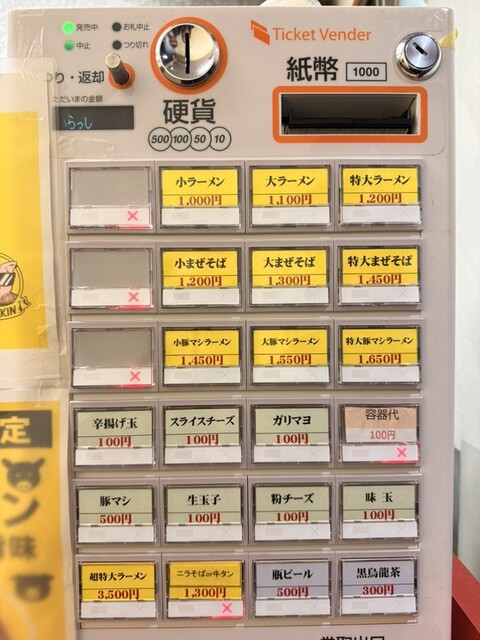 発売中
お札中止
中止
つり切れ
Ticket Vender
つり・返却
紙幣 1000
ただいまの金額
いらっし
硬貨
500 100 50 10
小ラーメン
1,000円
大ラーメン
1,100円
特大ラーメン
1,200円
小まぜそば
1,200円
大まぜそば
1,300円
特大まぜそば
1,450円
小豚マシラーメン
1,450円
大豚マシラーメン
1,550円
特大豚マシラーメン
1,650円
辛揚げ玉
100円
スライスチーズ
100円
ガリマヨ
100円
容器代
100円
豚マシ
500円
生玉子
100円
粉チーズ
100円
味玉
100円
超特大ラーメン
3,500円
ニラそばor牛タン
1,300円
瓶ビール
500円
黒烏龍茶
300円
定
ン
味
KIN